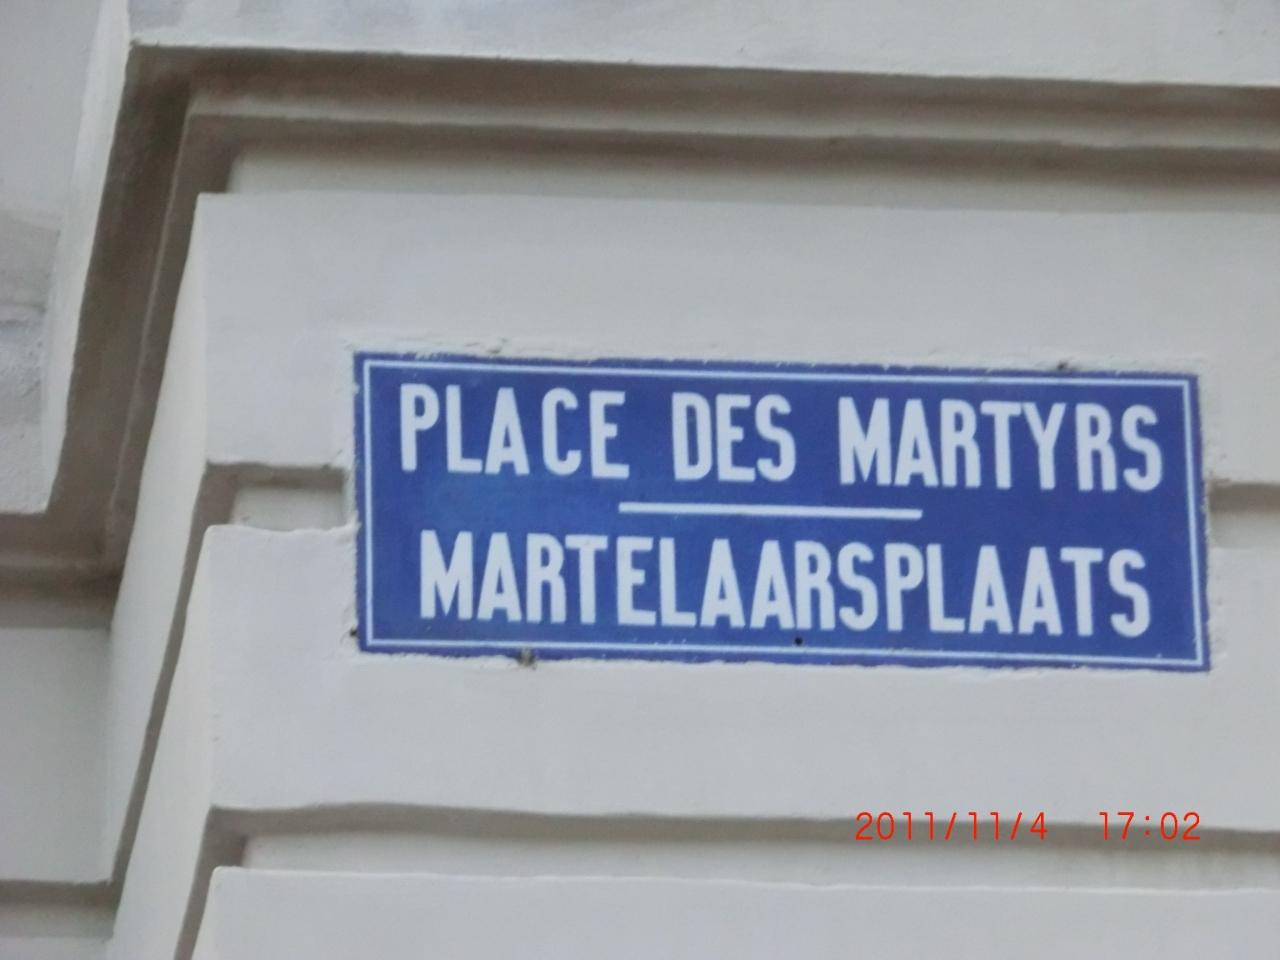 PLACE DES MARTYRS
MARTELAARSPLAATS
2011/11/4 17:02